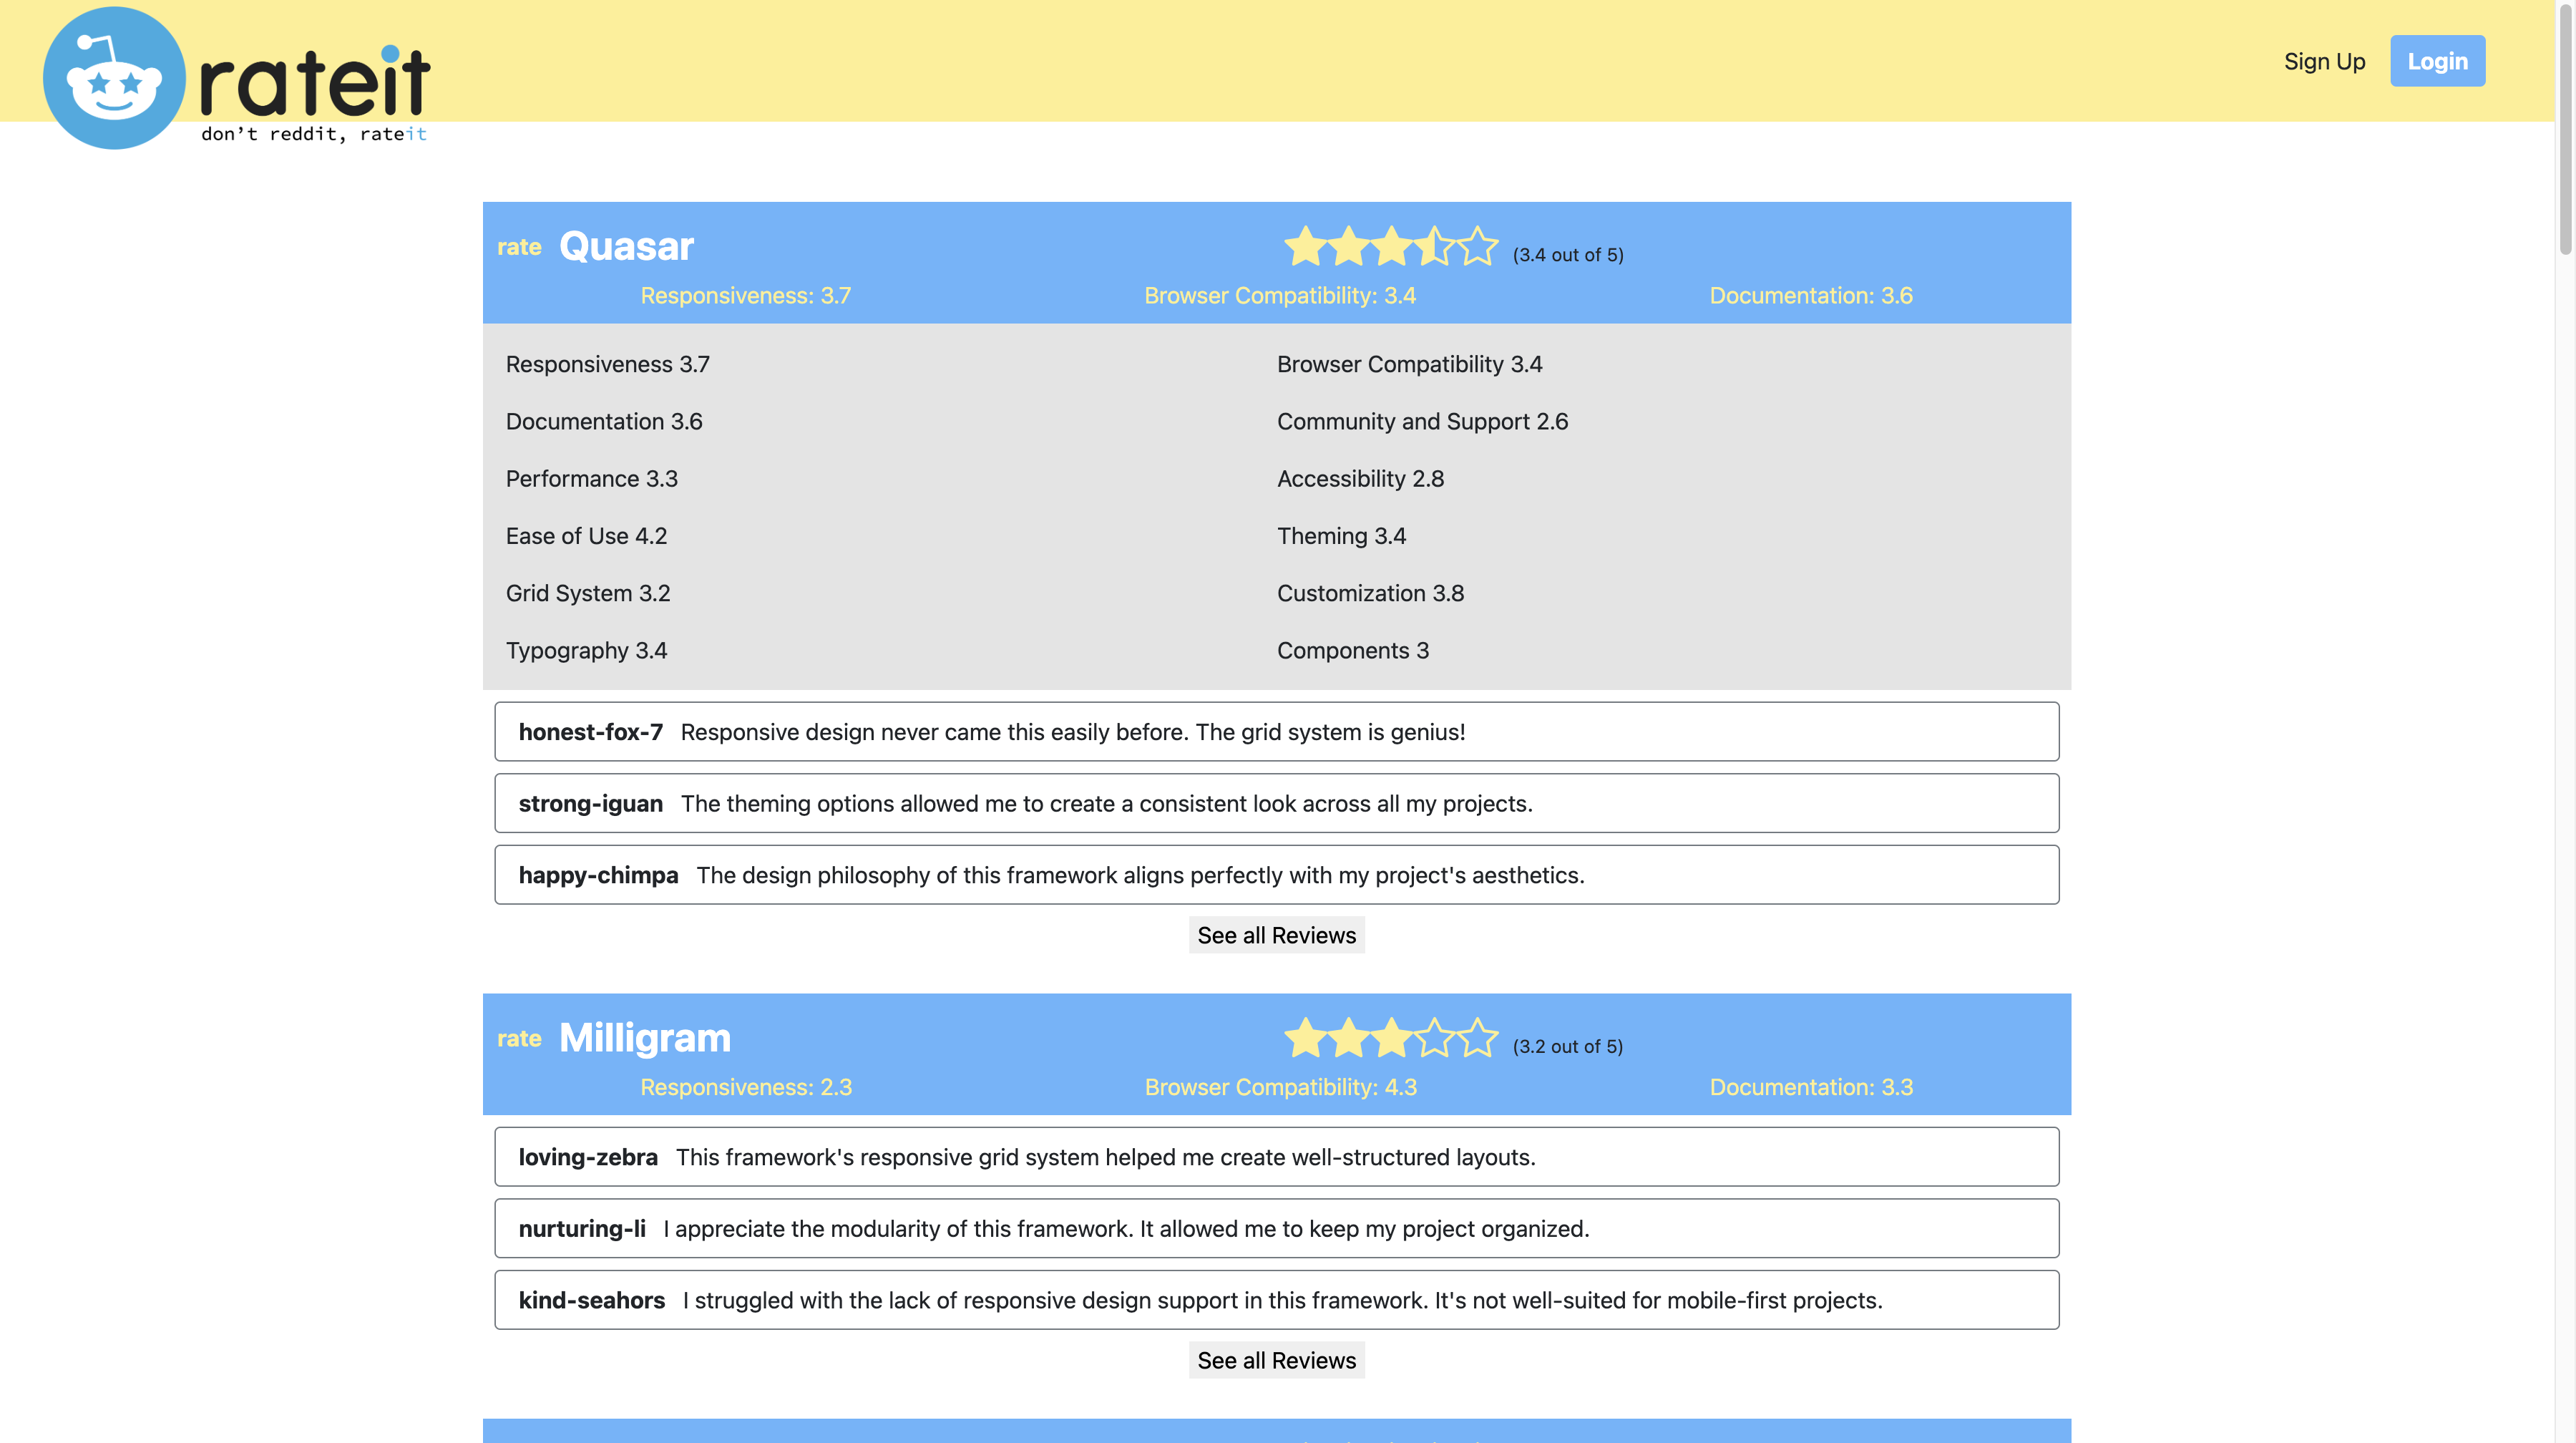 rateit
don't reddit, rateit
Sign Up
Login
rate Quasar (3.4 out of 5)
Responsiveness: 3.7 Browser Compatibility: 3.4 Documentation: 3.6
Responsiveness 3.7 Browser Compatibility 3.4
Documentation 3.6 Community and Support 2.6
Performance 3.3 Accessibility 2.8
Ease of Use 4.2 Theming 3.4
Grid System 3.2 Customization 3.8
Typography 3.4 Components 3
honest-fox-7 Responsive design never came this easily before. The grid system is genius!
strong-iguan The theming options allowed me to create a consistent look across all my projects.
happy-chimpa The design philosophy of this framework aligns perfectly with my project's aesthetics.
See all Reviews
rate Milligram (3.2 out of 5)
Responsiveness: 2.3 Browser Compatibility: 4.3 Documentation: 3.3
loving-zebra This framework's responsive grid system helped me create well-structured layouts.
nurturing-li I appreciate the modularity of this framework. It allowed me to keep my project organized.
kind-seahors I struggled with the lack of responsive design support in this framework. It's not well-suited for mobile-first projects.
See all Reviews